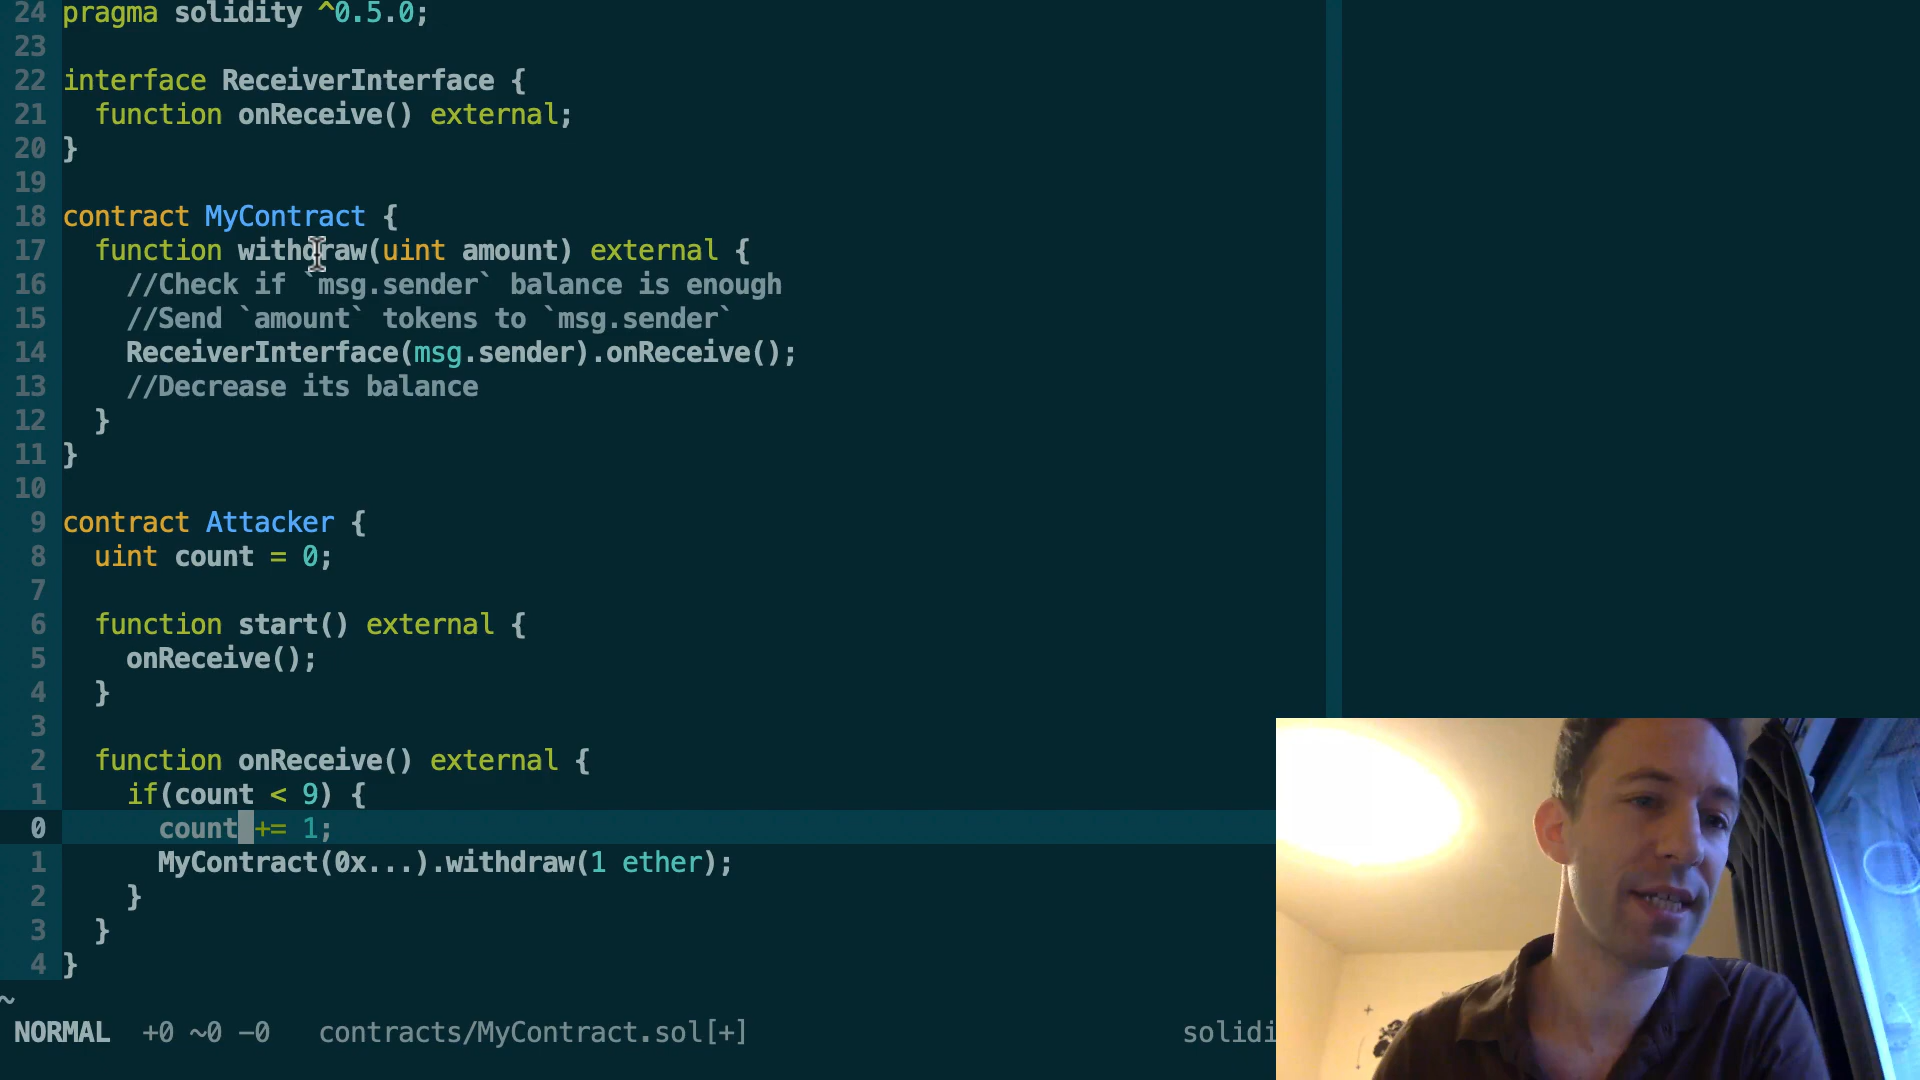 24 pragma solidity ^0.5.0;
23
22 interface ReceiverInterface {
21   function onReceive() external;
20 }
19
18 contract MyContract {
17   function withdraw(uint amount) external {
16     //Check if `msg.sender` balance is enough
15     //Send `amount` tokens to `msg.sender`
14     ReceiverInterface(msg.sender).onReceive();
13     //Decrease its balance
12   }
11 }
10
9 contract Attacker {
8   uint count = 0;
7
6   function start() external {
5     onReceive();
4   }
3
2   function onReceive() external {
1     if(count < 9) {
0       count += 1;
1       MyContract(0x...).withdraw(1 ether);
2     }
3   }
4 }
~
NORMAL +0 ~0 -0 contracts/MyContract.sol[+] solidi